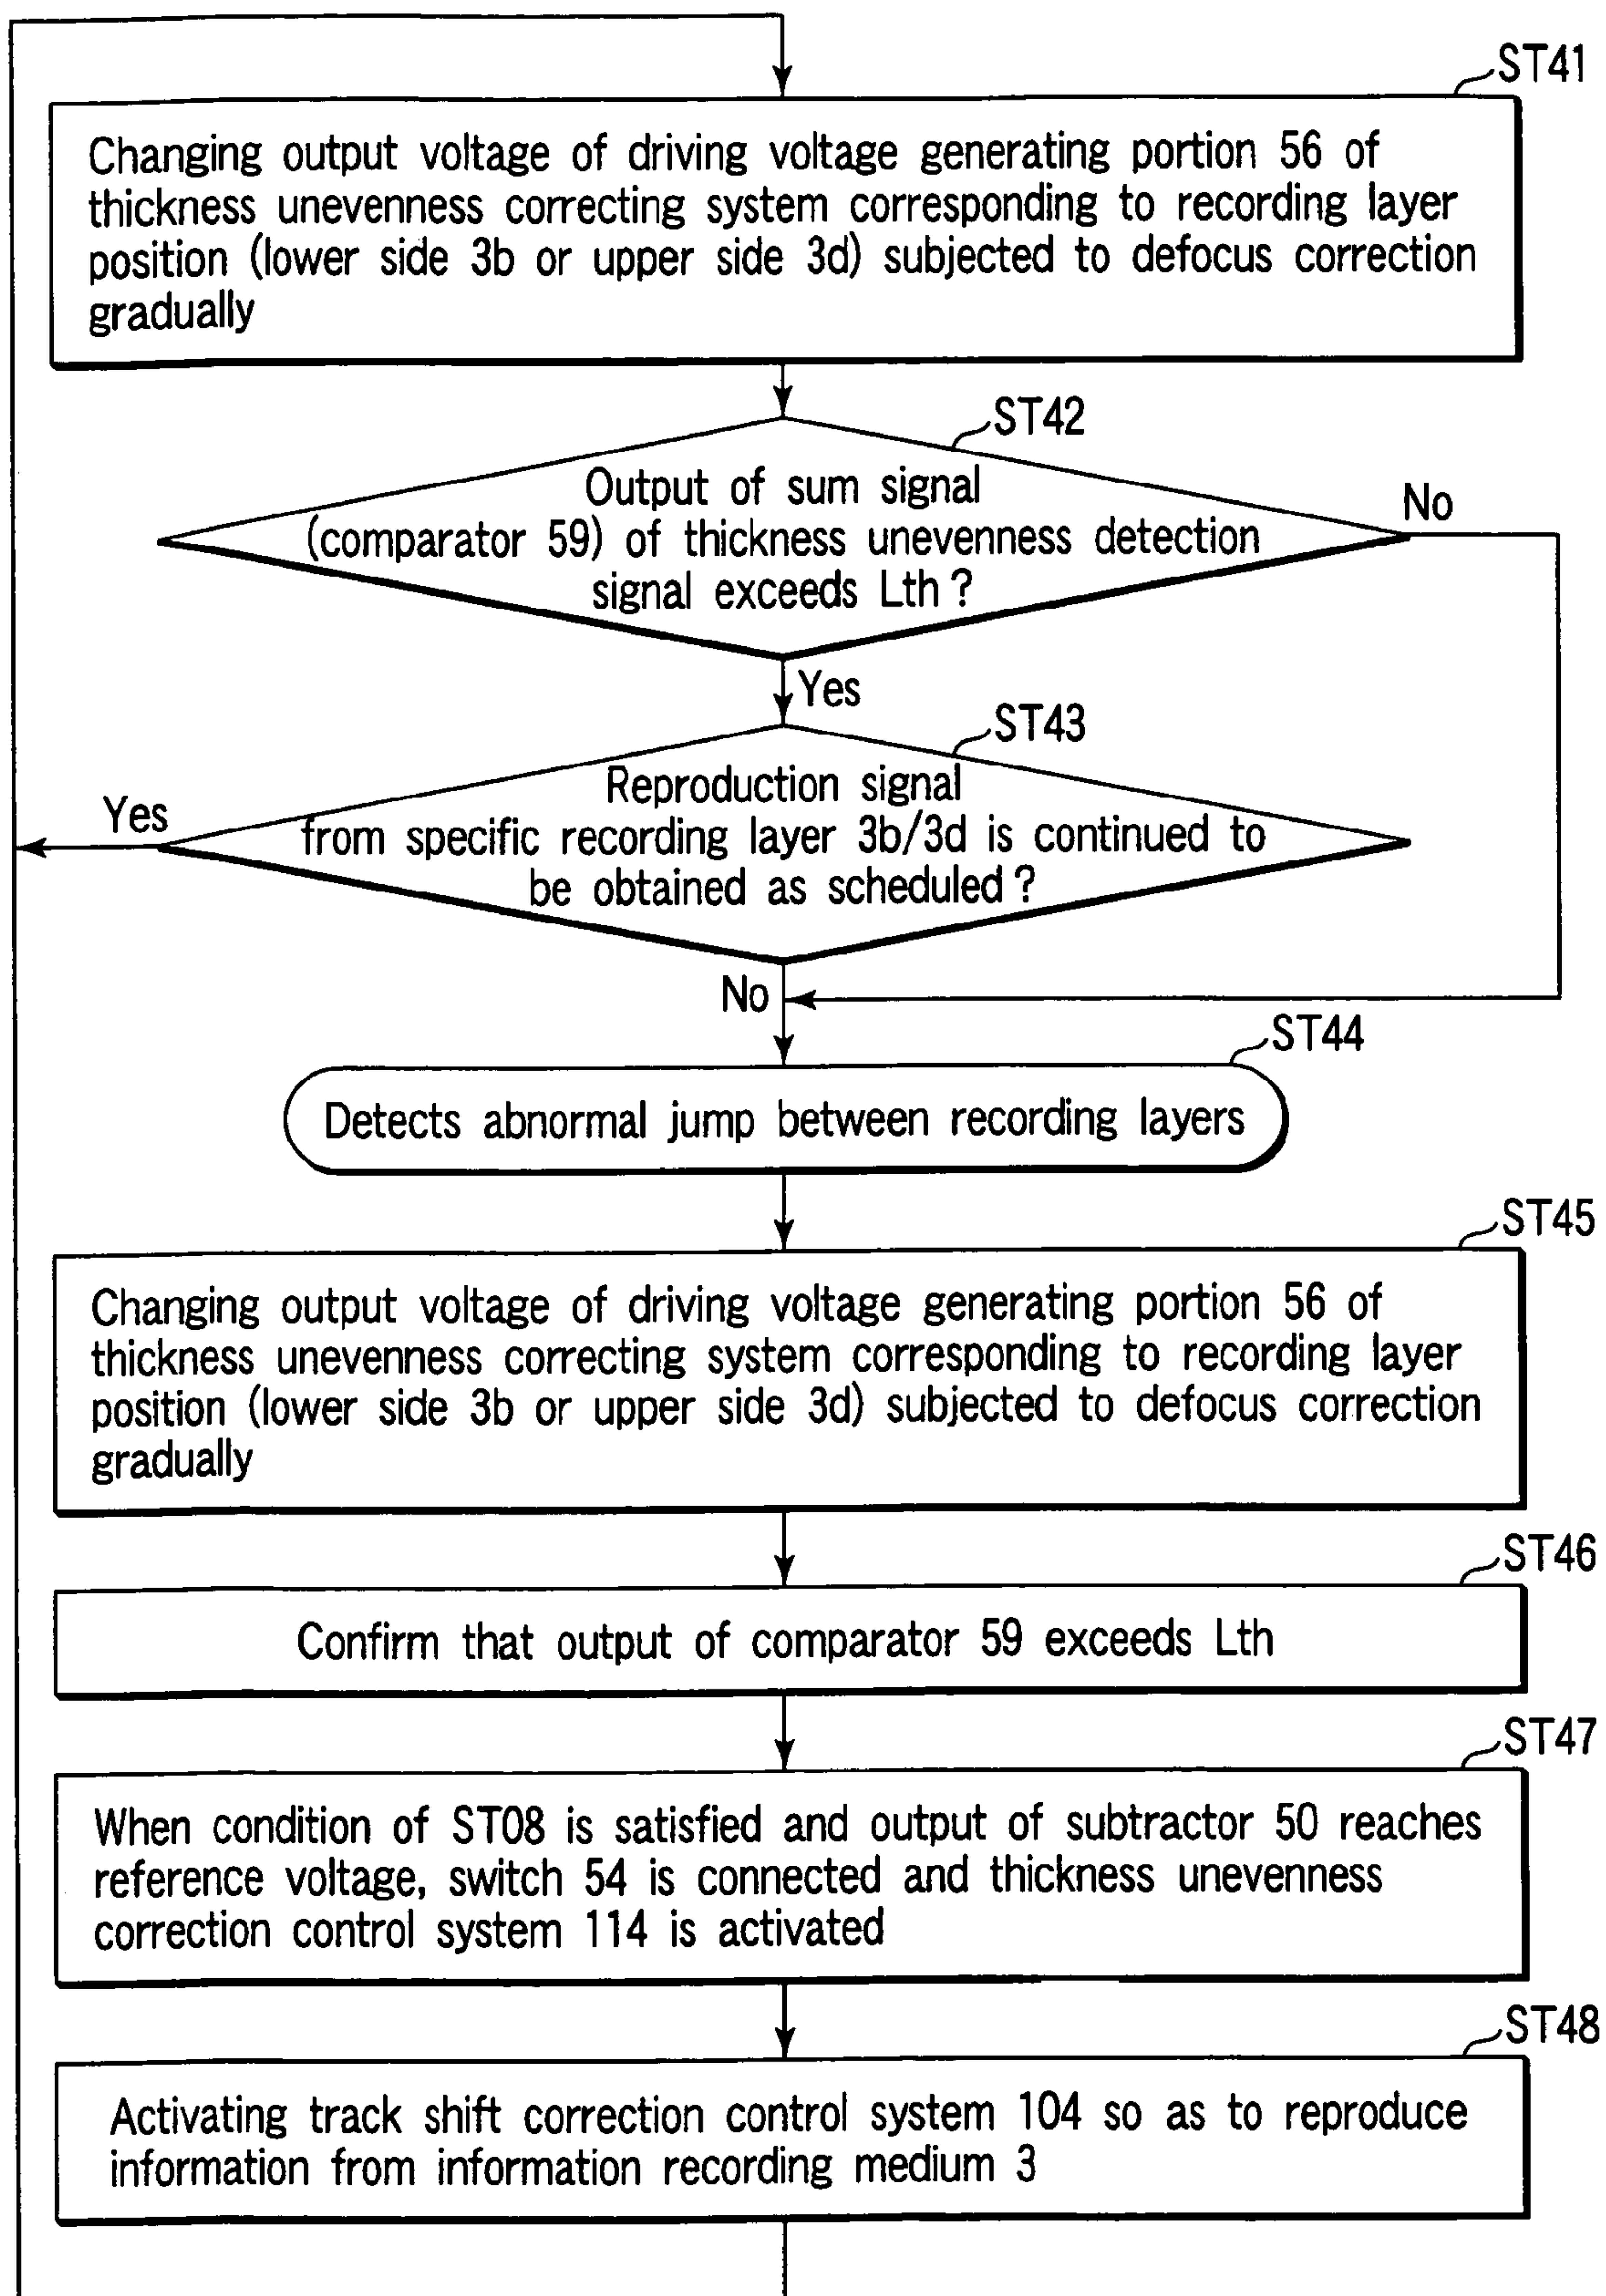 ST41
Changing output voltage of driving voltage generating portion 56 of
thickness unevenness correcting system corresponding to recording layer
position (lower side 3b or upper side 3d) subjected to defocus correction
gradually
ST42
Output of sum signal
(comparator 59) of thickness unevenness detection
signal exceeds Lth?
No
Yes
ST43
Reproduction signal
from specific recording layer 3b/3d is continued to
be obtained as scheduled?
Yes
No
ST44
Detects abnormal jump between recording layers
ST45
Changing output voltage of driving voltage generating portion 56 of
thickness unevenness correcting system corresponding to recording layer
position (lower side 3b or upper side 3d) subjected to defocus correction
gradually
ST46
Confirm that output of comparator 59 exceeds Lth
ST47
When condition of ST08 is satisfied and output of subtractor 50 reaches
reference voltage, switch 54 is connected and thickness unevenness
correction control system 114 is activated
ST48
Activating track shift correction control system 104 so as to reproduce
information from information recording medium 3